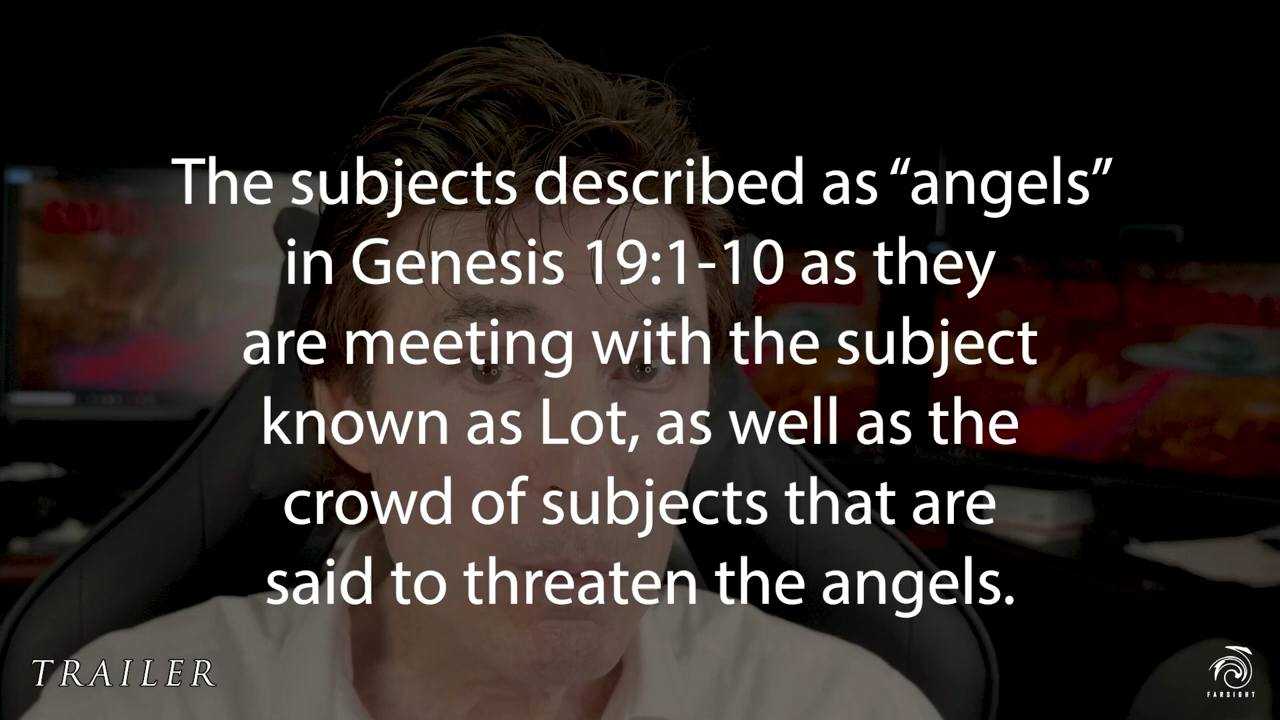 The subjects described as “angels”
in Genesis 19:1-10 as they
are meeting with the subject
known as Lot, as well as the
crowd of subjects that are
said to threaten the angels.
TRAILER
FARSIGHT